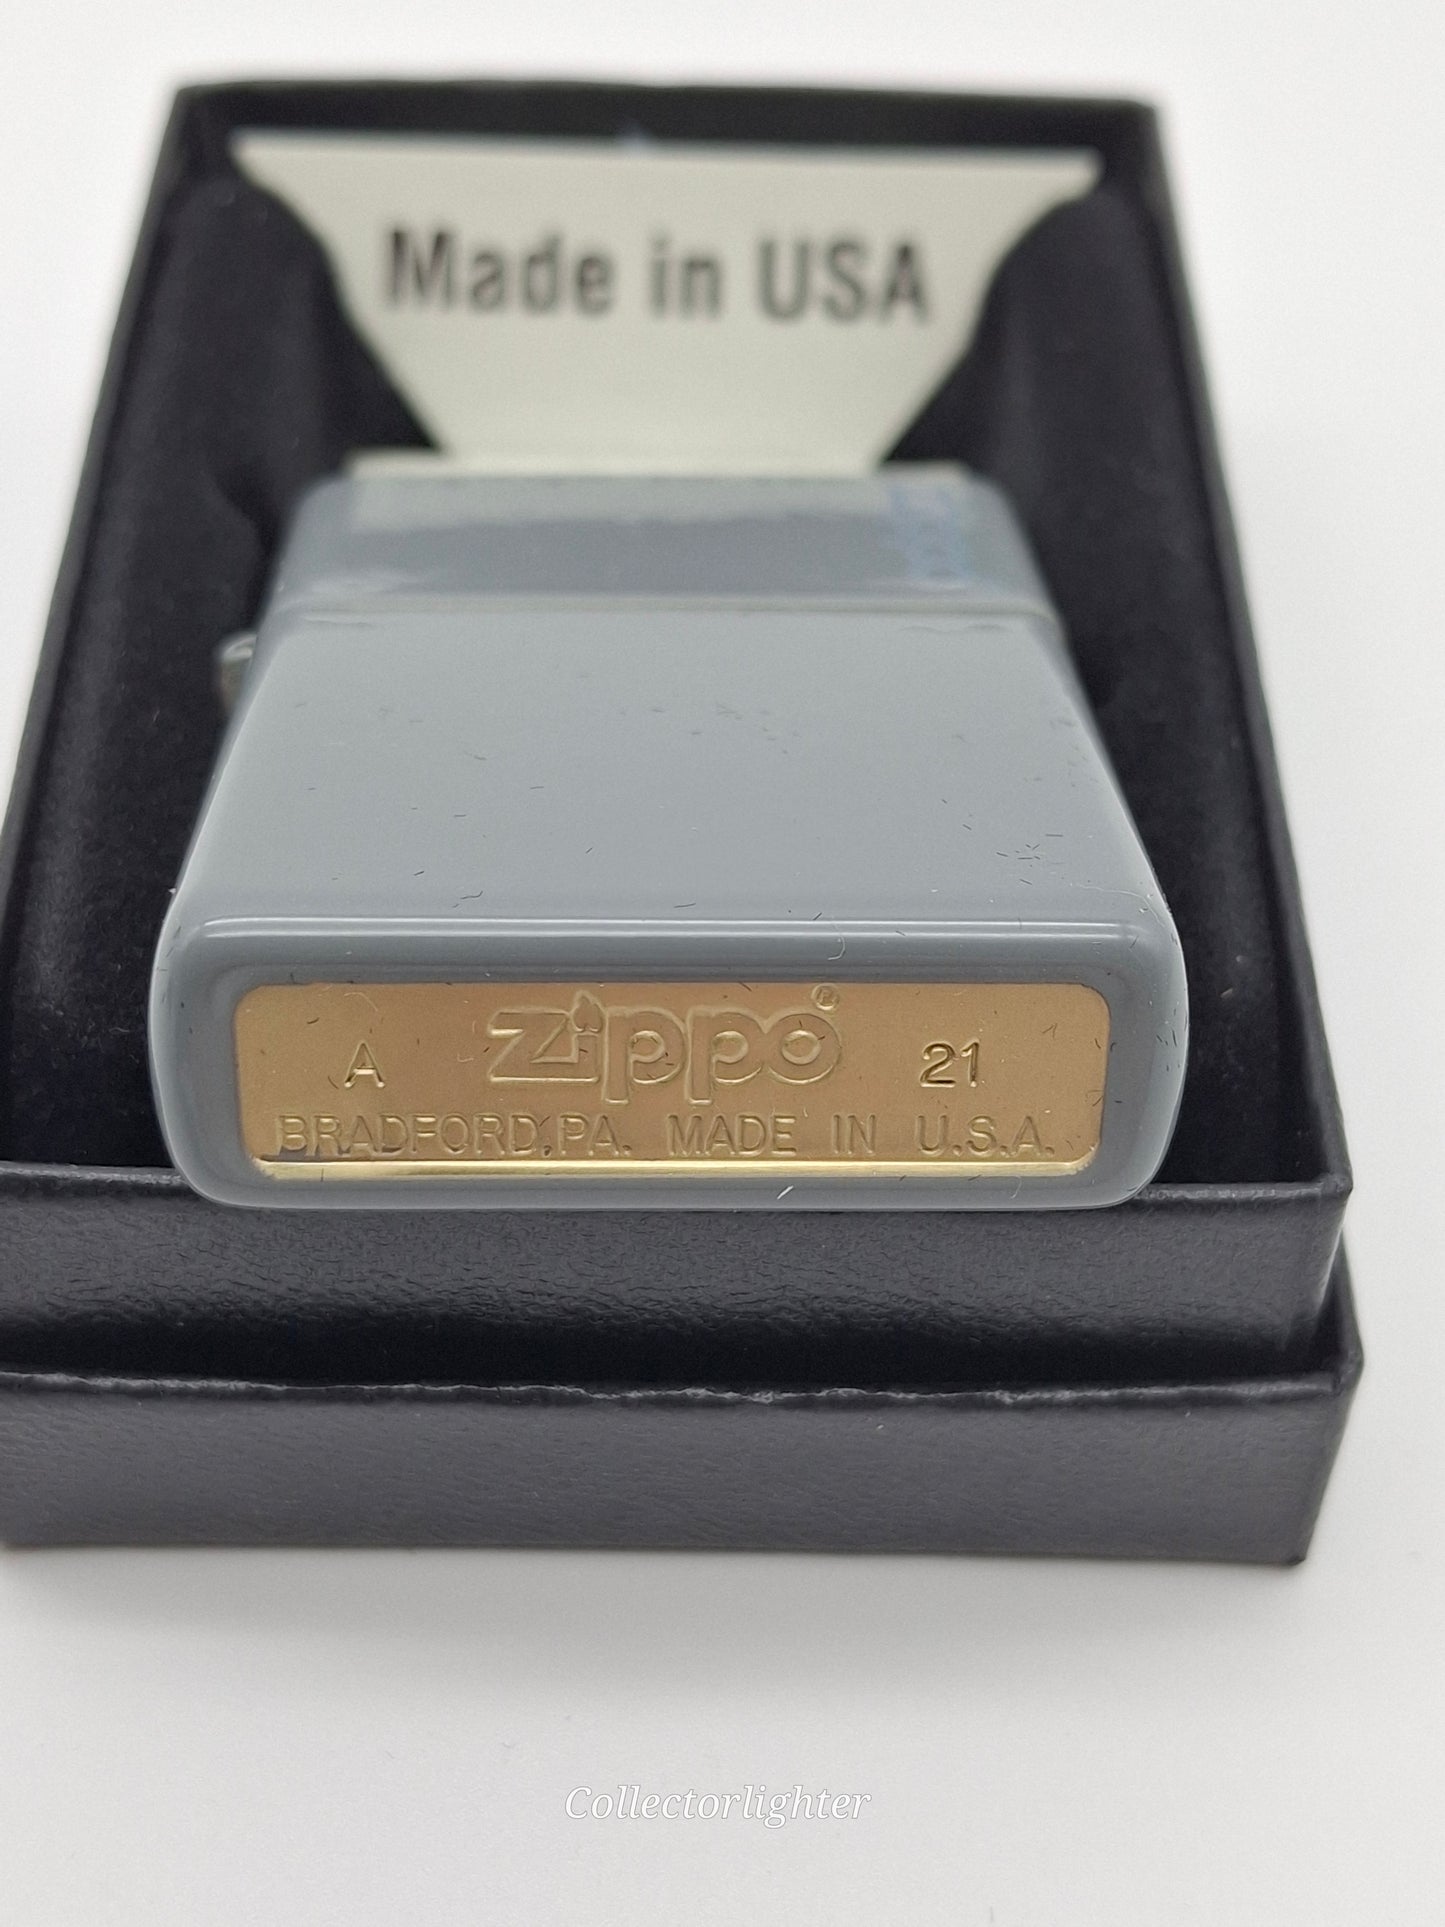 Made in USA
A zippo® 21
BRADFORD,PA. MADE IN U.S.A.
Collectorlighter